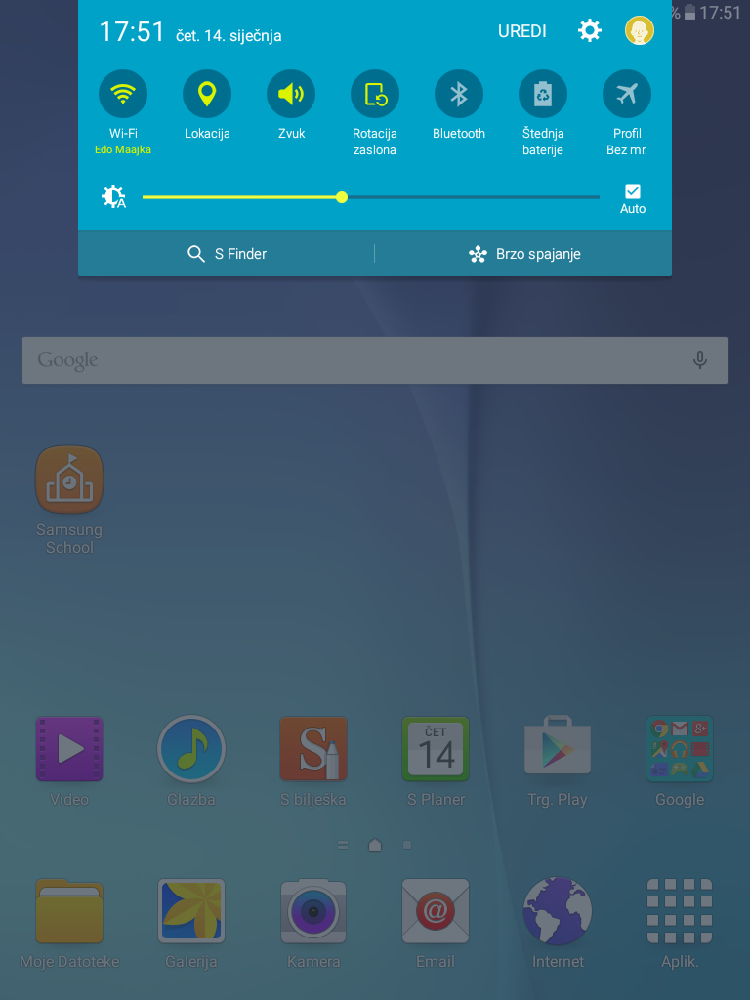 17:51 čet. 14. siječnja UREDI % 17:51
Wi-Fi Lokacija Zvuk Rotacija zaslona Bluetooth Štednja baterije Profil Bez mr.
Edo Maajka
A Auto
S Finder Brzo spajanje
Google
Samsung
School
ČET
14
S
g+
@
Video Glazba S bilješka S Planer Trg. Play Google
Moje Datoteke Galerija Kamera Email Internet Aplik.